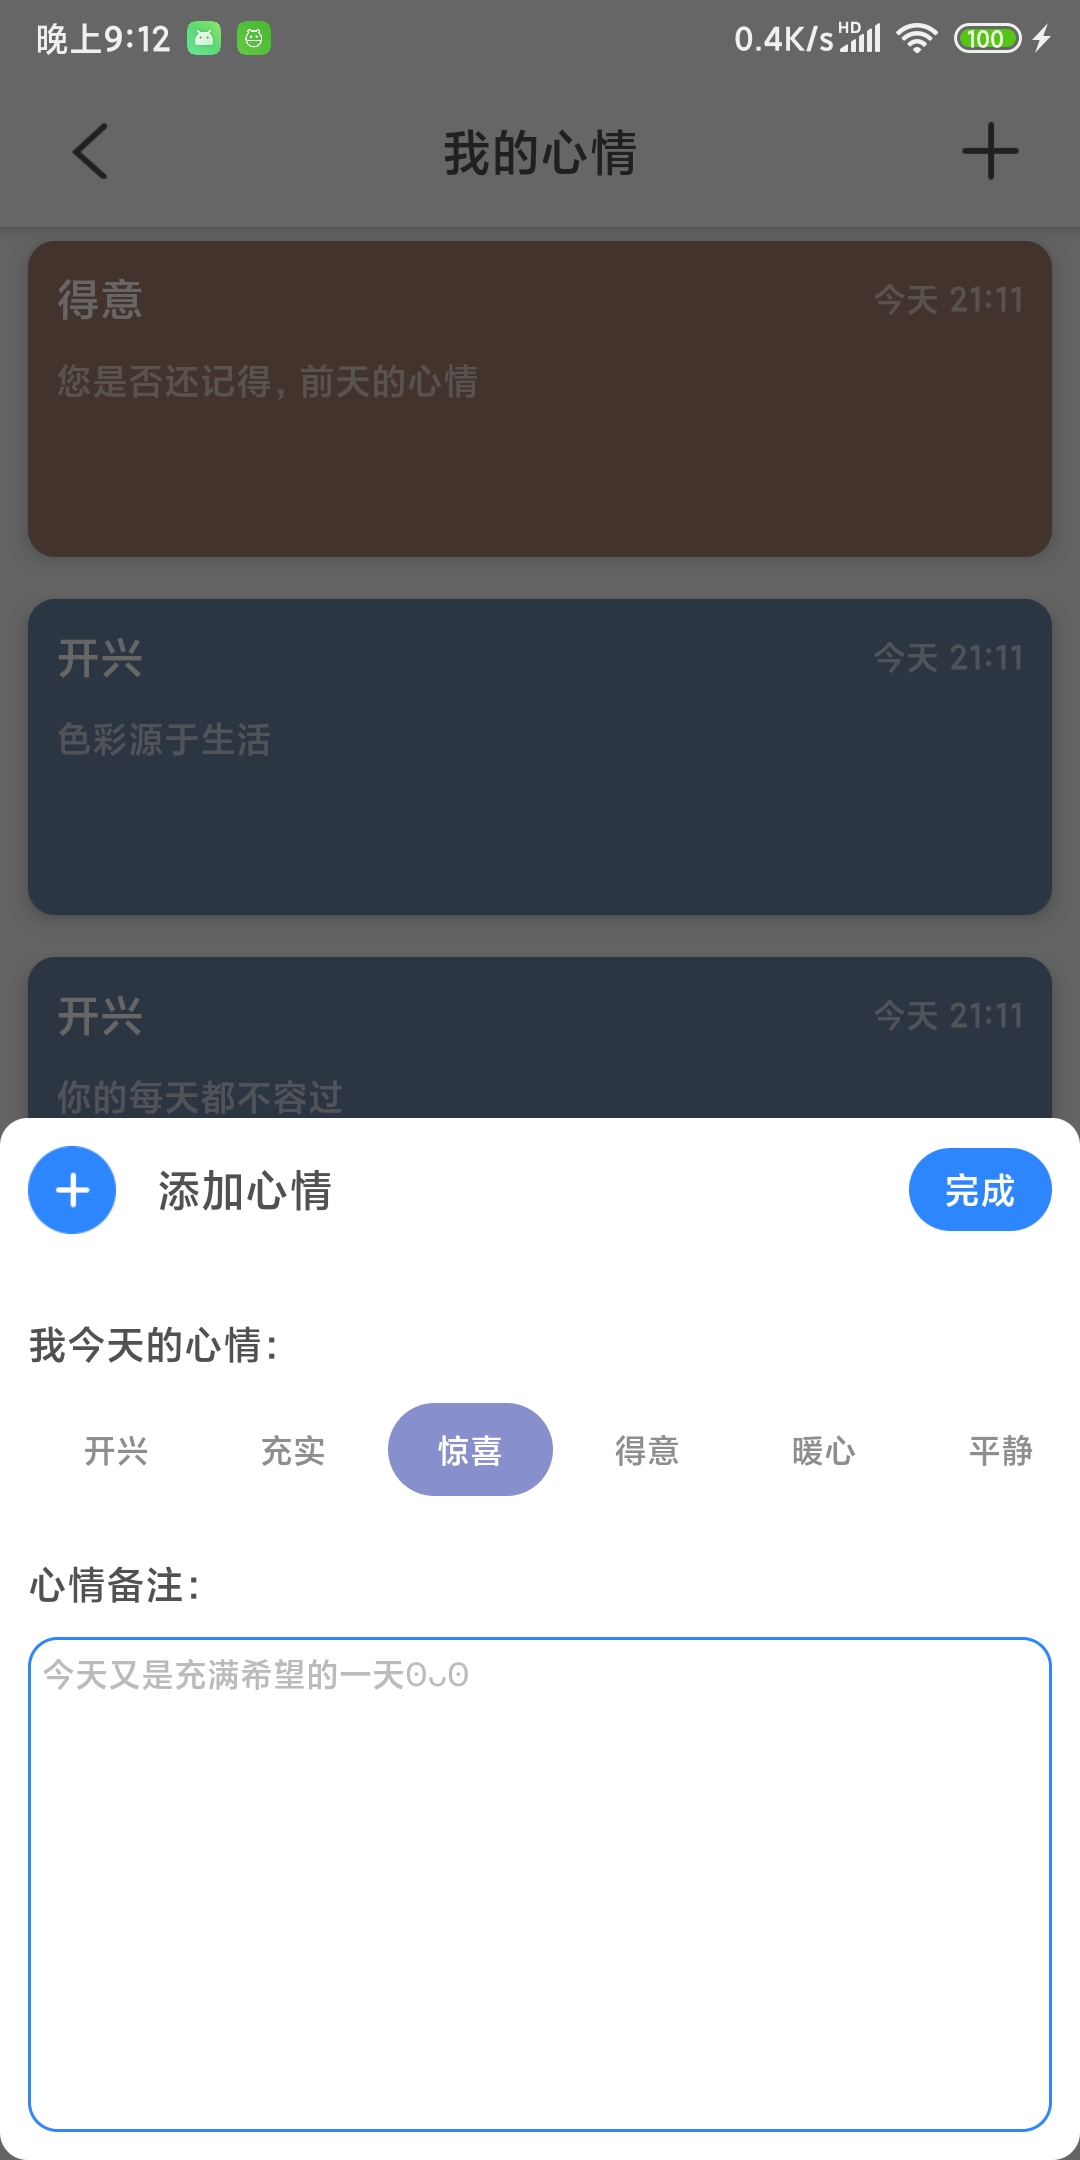 晚上9:12
0.4K/s HD 100
我的心情
得意 今天 21:11
您是否还记得，前天的心情
开兴 今天 21:11
色彩源于生活
开兴 今天 21:11
你的每天都不容过
添加心情 完成
我今天的心情：
开兴 充实 惊喜 得意 暖心 平静
心情备注：
今天又是充满希望的一天0ᴗ0